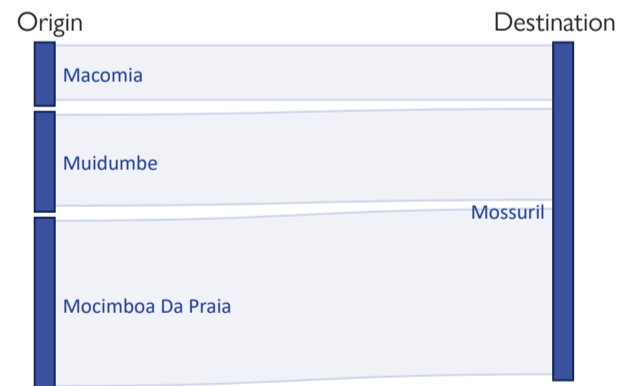 Origin
Destination
Macomia
Muidumbe
Mossuril
Mocimboa Da Praia